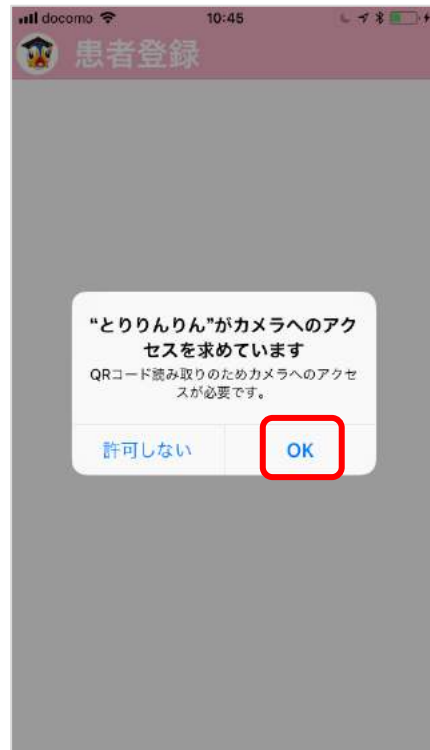 docomo 10:45
患者登録
“とりりんりん”がカメラへのアク
セスを求めています
QRコード読み取りのためカメラへのアクセ
スが必要です。
許可しない OK